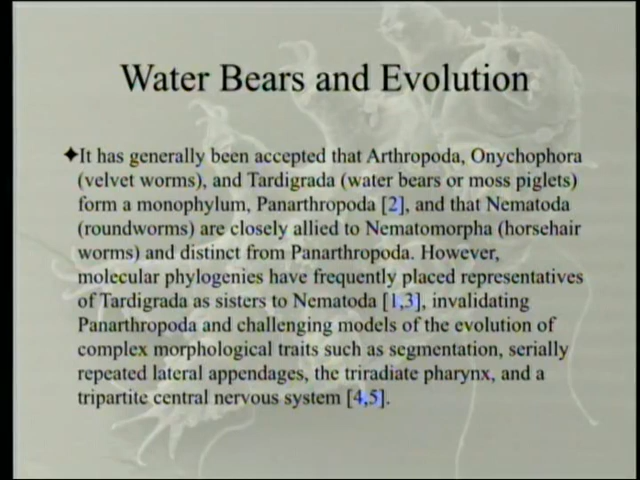 Water Bears and Evolution
✦It has generally been accepted that Arthropoda, Onychophora
(velvet worms), and Tardigrada (water bears or moss piglets)
form a monophylum, Panarthropoda [2], and that Nematoda
(roundworms) are closely allied to Nematomorpha (horsehair
worms) and distinct from Panarthropoda. However,
molecular phylogenies have frequently placed representatives
of Tardigrada as sisters to Nematoda [1,3], invalidating
Panarthropoda and challenging models of the evolution of
complex morphological traits such as segmentation, serially
repeated lateral appendages, the triradiate pharynx, and a
tripartite central nervous system [4,5].